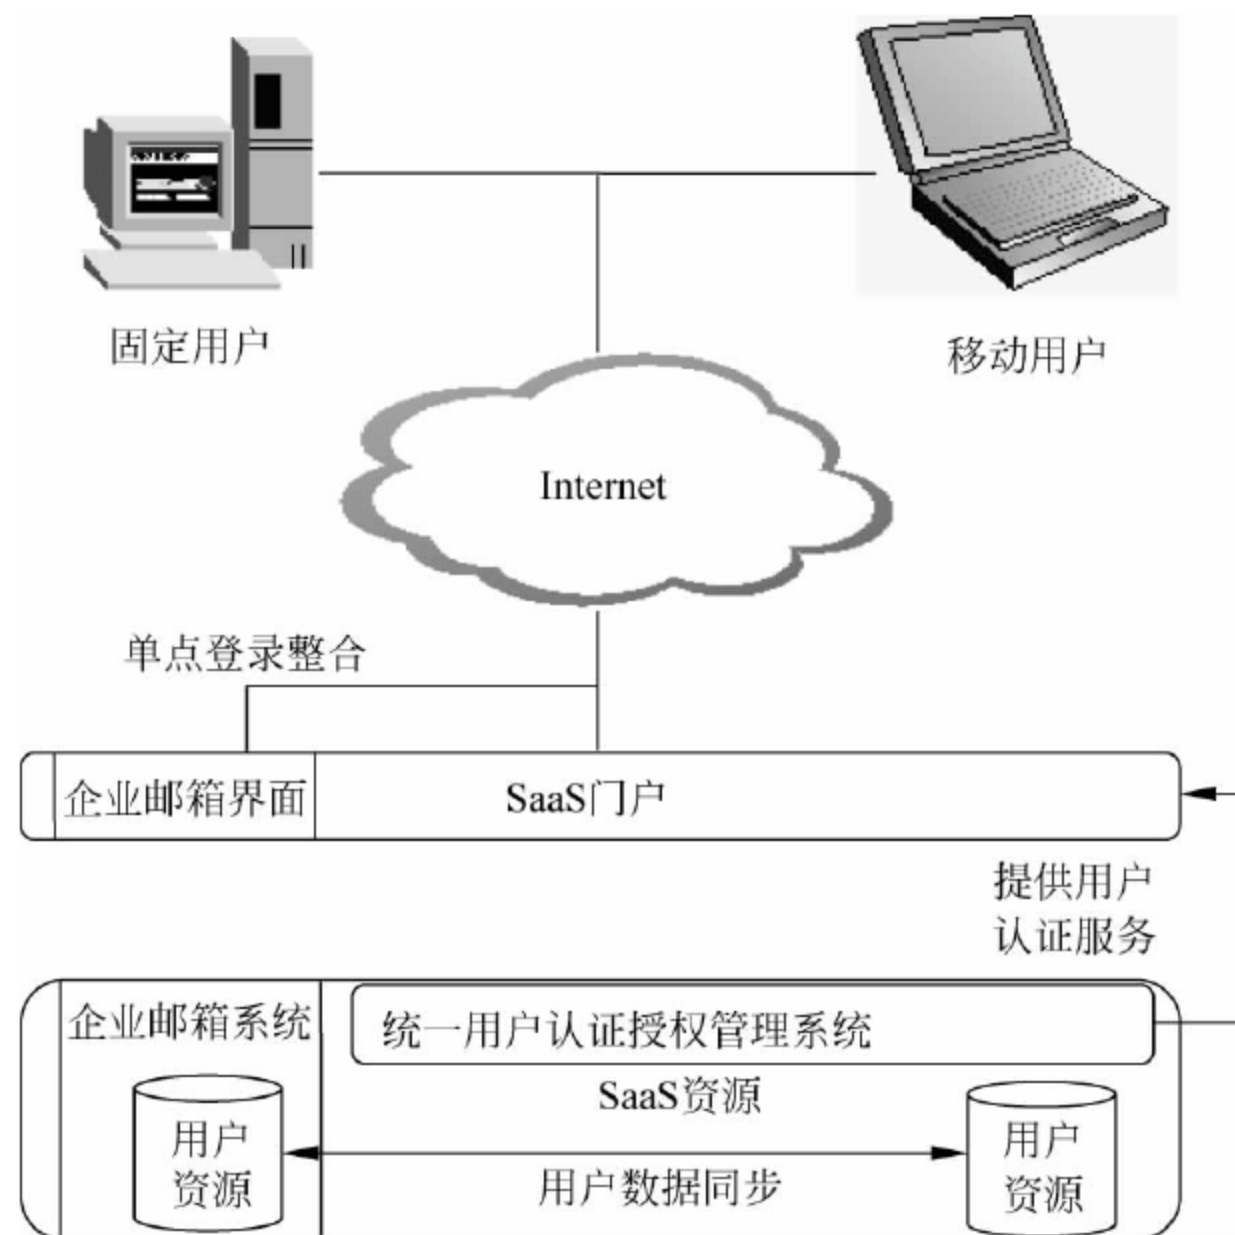 固定用户
移动用户
Internet
单点登录整合
企业邮箱界面
SaaS门户
提供用户
认证服务
企业邮箱系统
统一用户认证授权管理系统
SaaS资源
用户
资源
用户数据同步
用户
资源